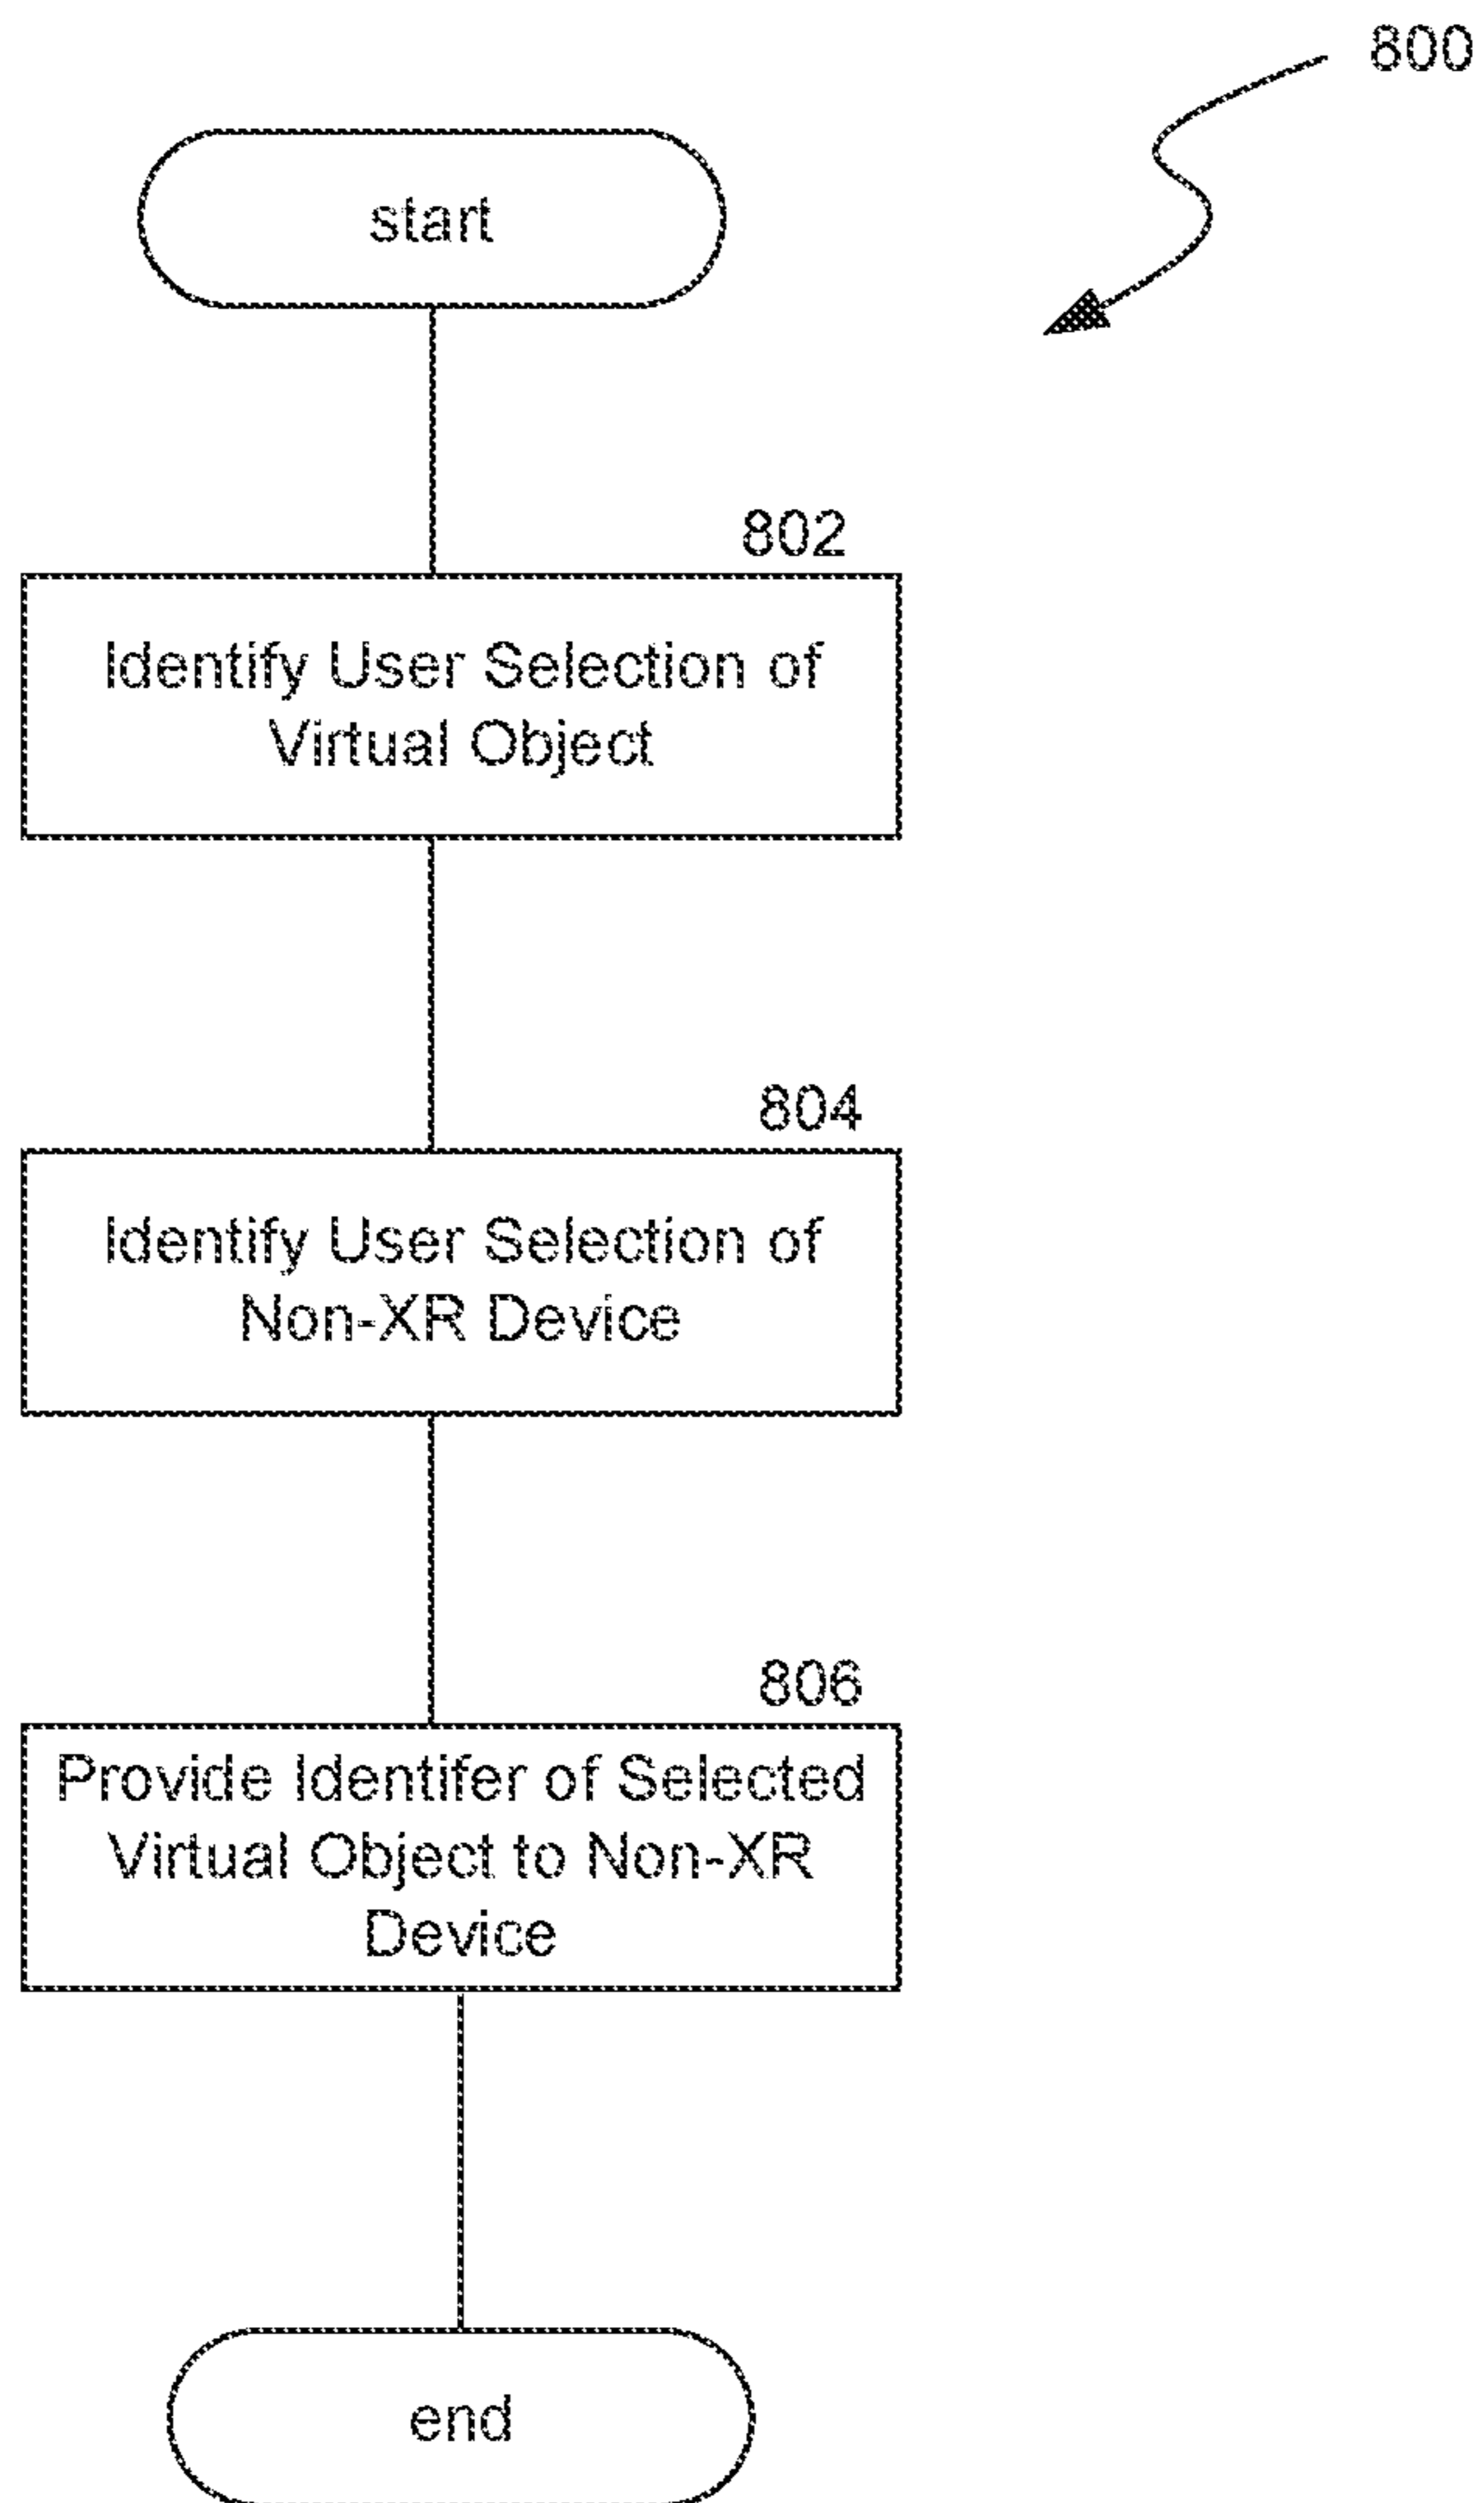 800
start
802
Identify User Selection of
Virtual Object
804
Identify User Selection of
Non-XR Device
806
Provide Identifer of Selected
Virtual Object to Non-XR
Device
end